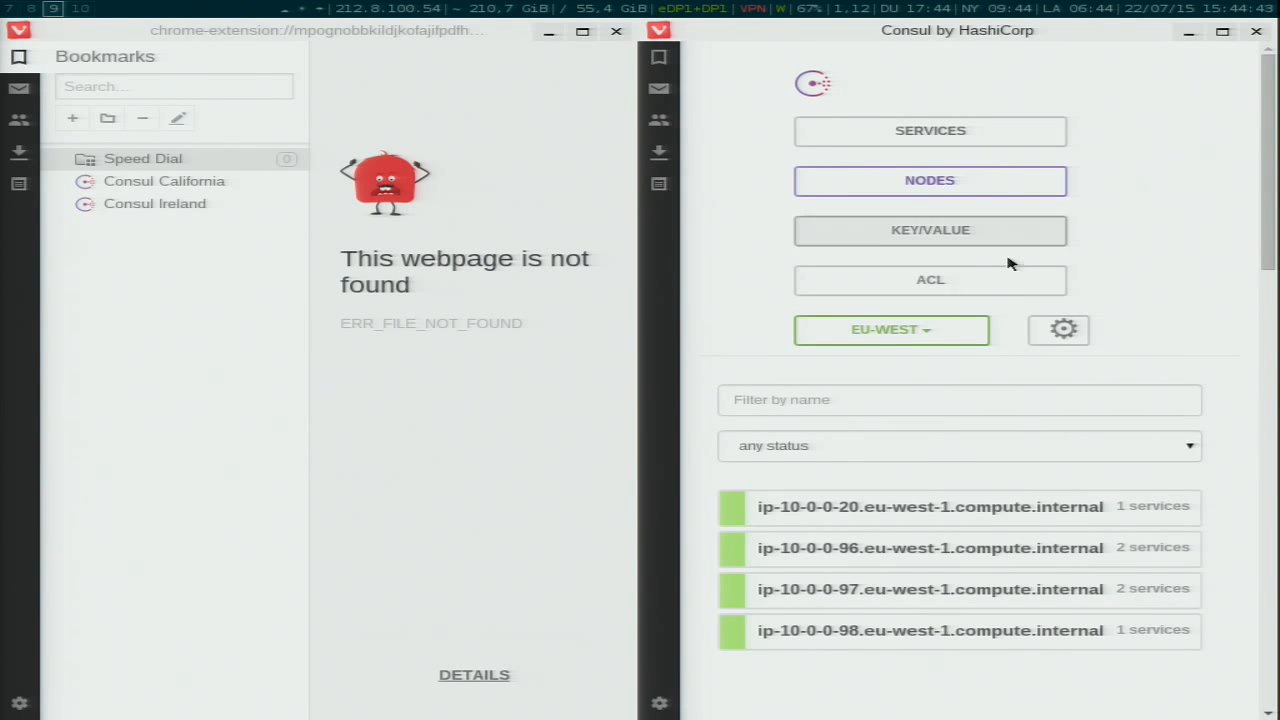 7 8 9 10
212.8.100.54|~ 210,7 GiB|/ 55,4 GiB|eDP1+DP1|VPN|W|67%|1,12|DU 17:44|NY 09:44|LA 06:44|22/07/15 15:44:43
chrome-extension://mpognobbkildjkofajifpdfh...
Bookmarks
Search....
Speed Dial 0
Consul California
Consul Ireland
This webpage is not
found
ERR_FILE_NOT_FOUND
DETAILS
Consul by HashiCorp
SERVICES
NODES
KEY/VALUE
ACL
EU-WEST
Filter by name
any status
ip-10-0-0-20.eu-west-1.compute.internal 1 services
ip-10-0-0-96.eu-west-1.compute.internal 2 services
ip-10-0-0-97.eu-west-1.compute.internal 2 services
ip-10-0-0-98.eu-west-1.compute.internal 1 services